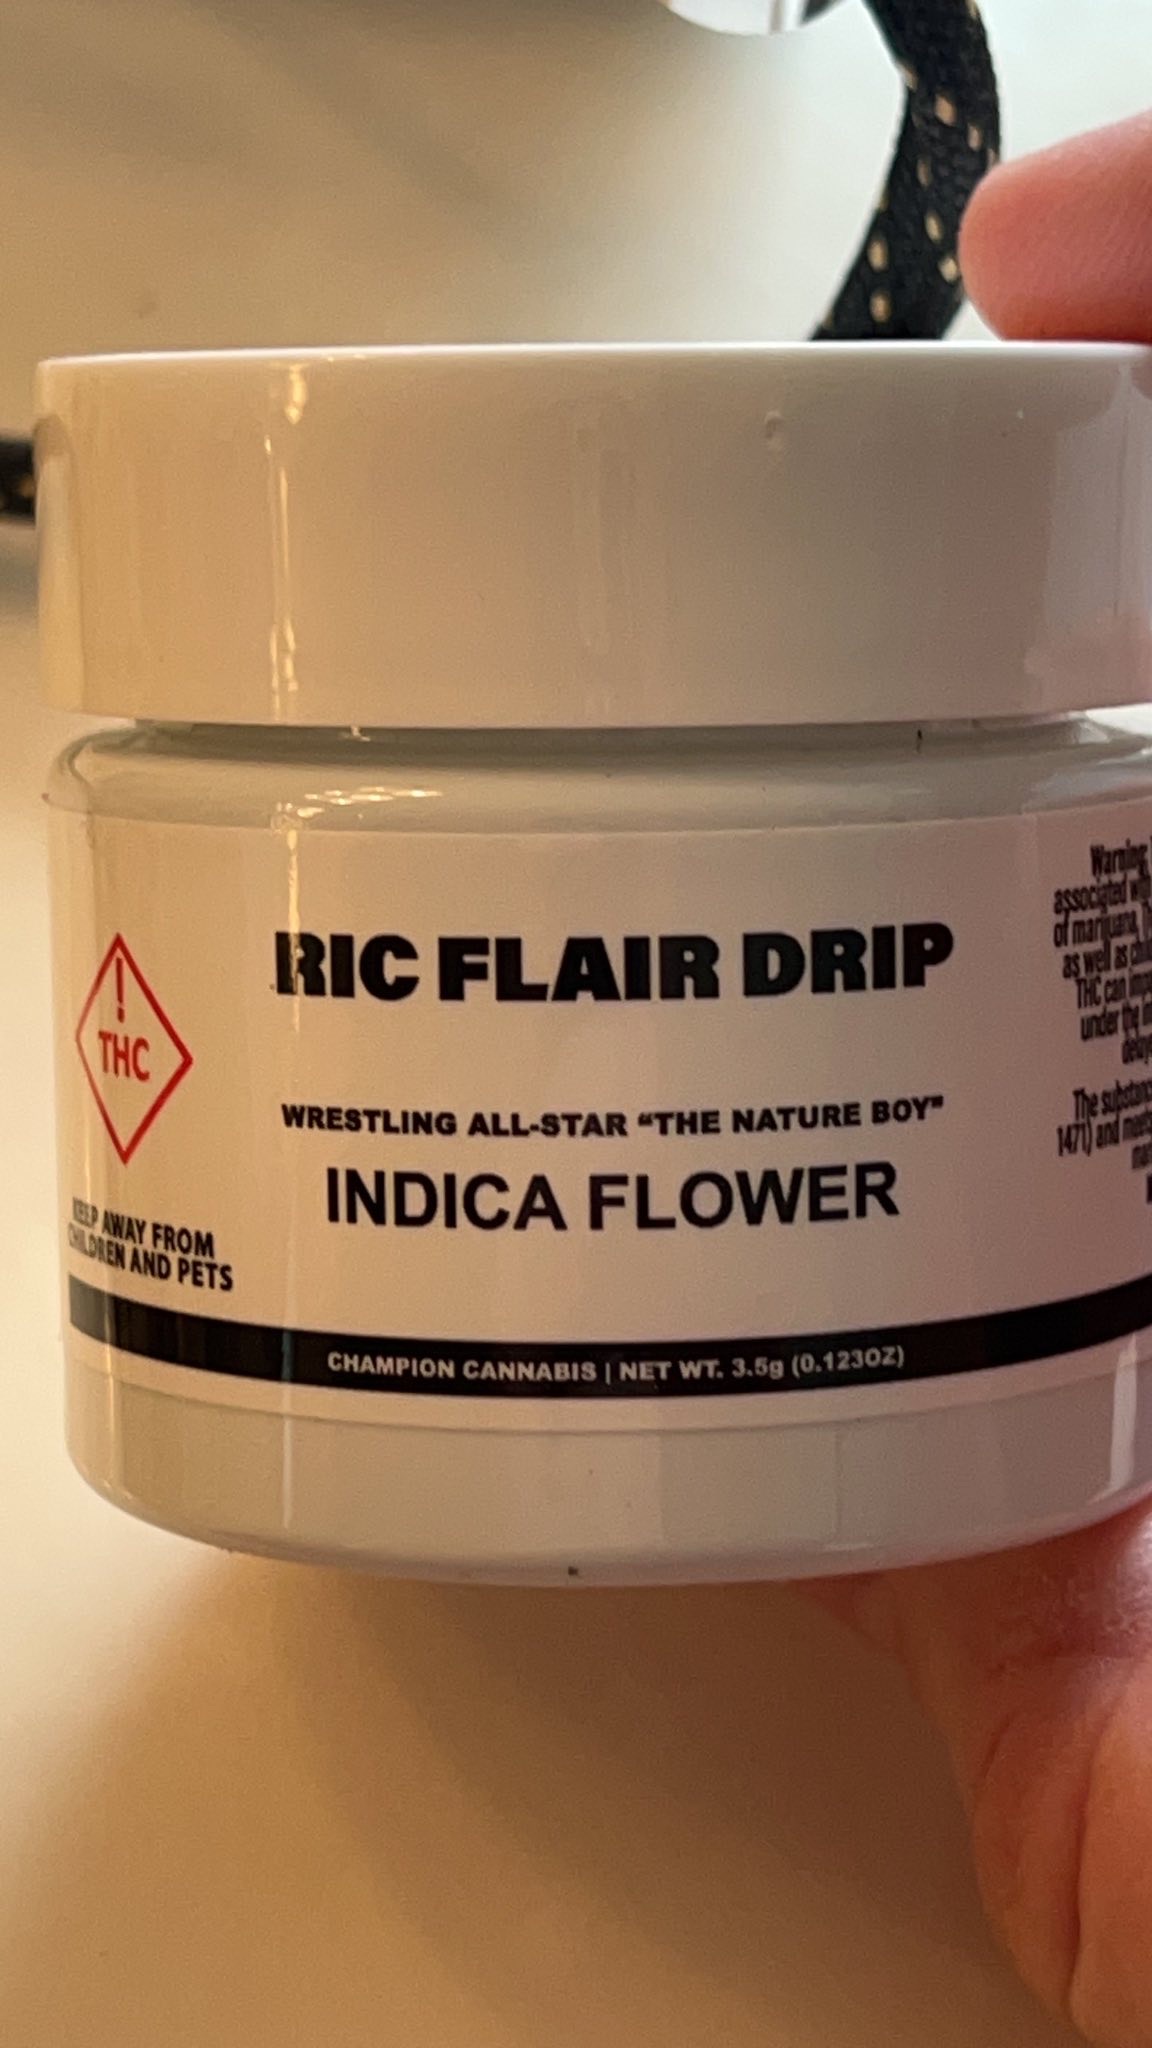 !
THC
KEEP AWAY FROM
CHILDREN AND PETS
RIC FLAIR DRIP
WRESTLING ALL-STAR “THE NATURE BOY”
INDICA FLOWER
CHAMPION CANNABIS | NET WT. 3.5g (0.123OZ)
Warning:
associated with
of marijuana.
as well as
THC can
under the
The substance
1471) and